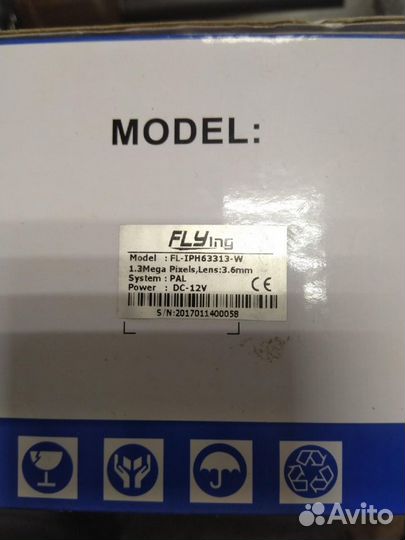 MODEL:
FLYing
Model : FL-IPH63313-W
1.3Mega Pixels,Lens:3.6mm
System : PAL
Power : DC-12V
CE
S/N:2017011400058
Avito